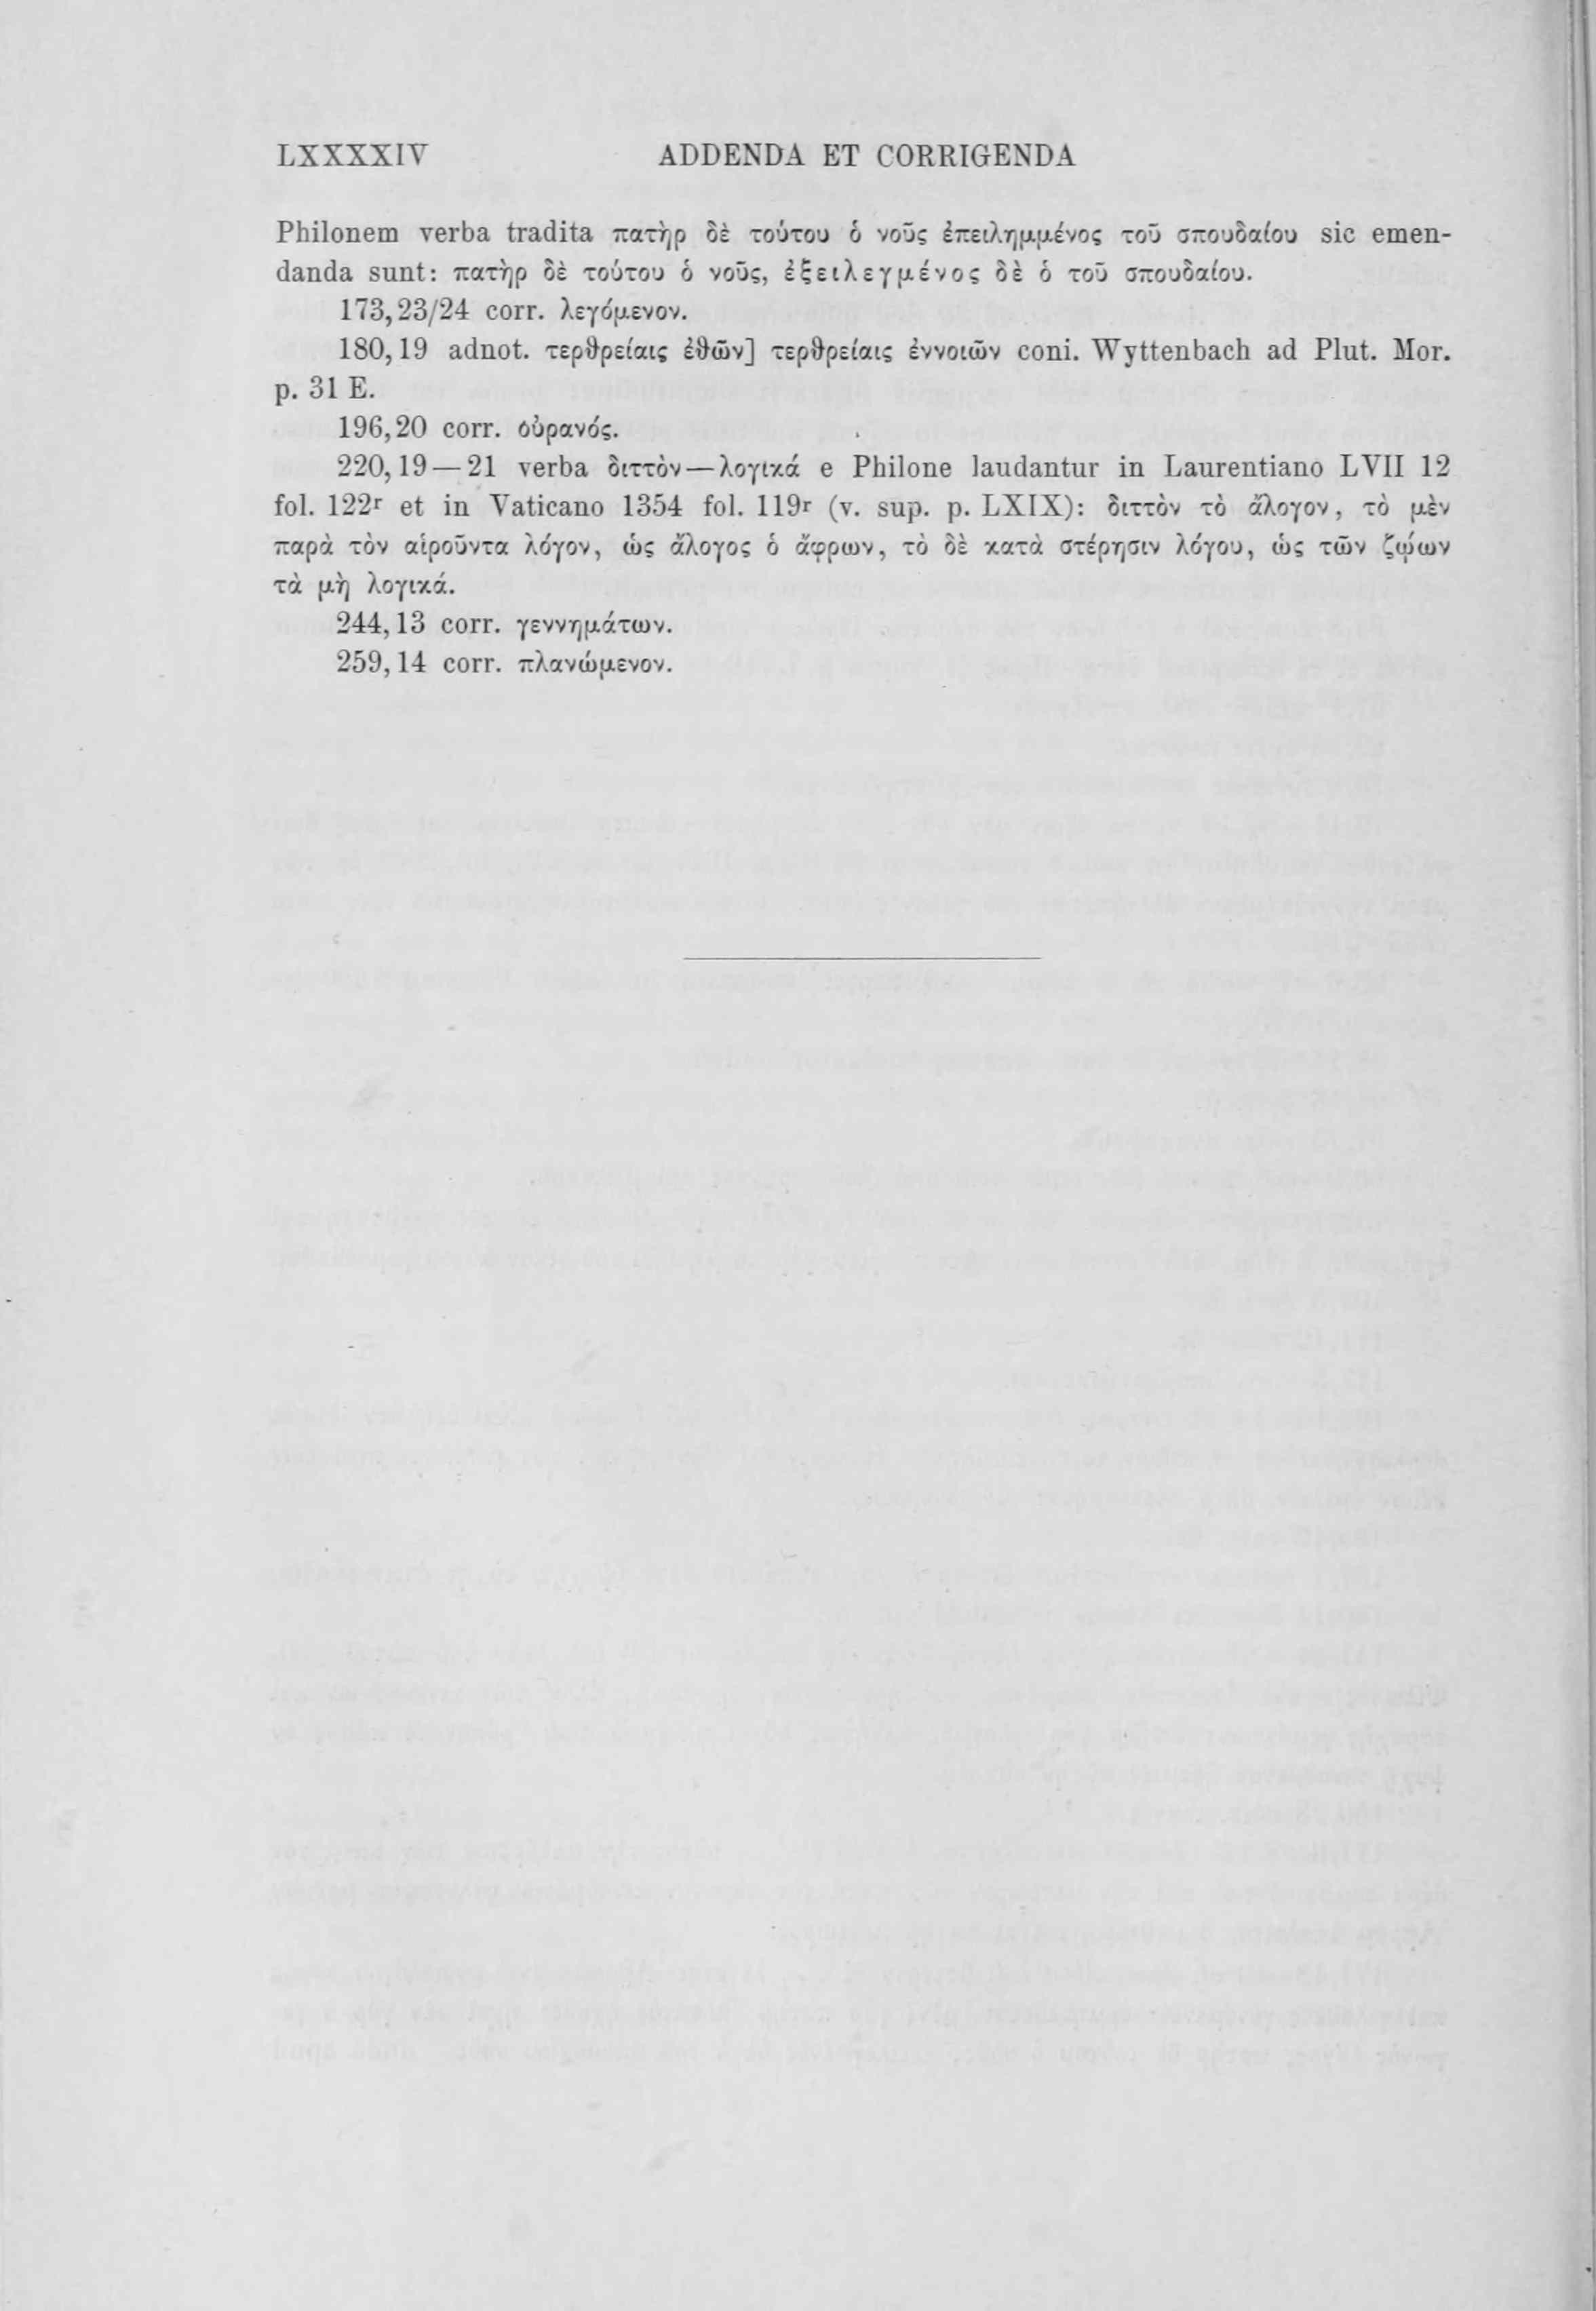 LXXXXIV ADDENDA ET CORRIGENDA
Philonem verba tradita πατὴρ δὲ τούτου ὁ νοῦς ἐπειλημμένος τοῦ σπουδαίου sic emen-
danda sunt: πατὴρ δὲ τούτου ὁ νοῦς, ἐξειλεγμένος δὲ ὁ τοῦ σπουδαίου.
173,23/24 corr. λεγόμενον.
180,19 adnot. τερϑρείαις ἐϑῶν] τερϑρείαις ἐννοιῶν coni. Wyttenbach ad Plut. Mor.
p. 31 E.
196,20 corr. οὐρανός.
220,19—21 verba διττὸν—λογικά e Philone laudantur in Laurentiano LVII 12
fol. 122r et in Vaticano 1354 fol. 119r (v. sup. p. LXIX): διττὸν τὸ ἄλογον, τὸ μὲν
παρὰ τὸν αἱροῦντα λόγον, ὡς ἄλογος ὁ ἄφρων, τὸ δὲ κατὰ στέρησιν λόγου, ὡς τῶν ζῴων
τὰ μὴ λογικά.
244,13 corr. γεννημάτων.
259,14 corr. πλανώμενον.